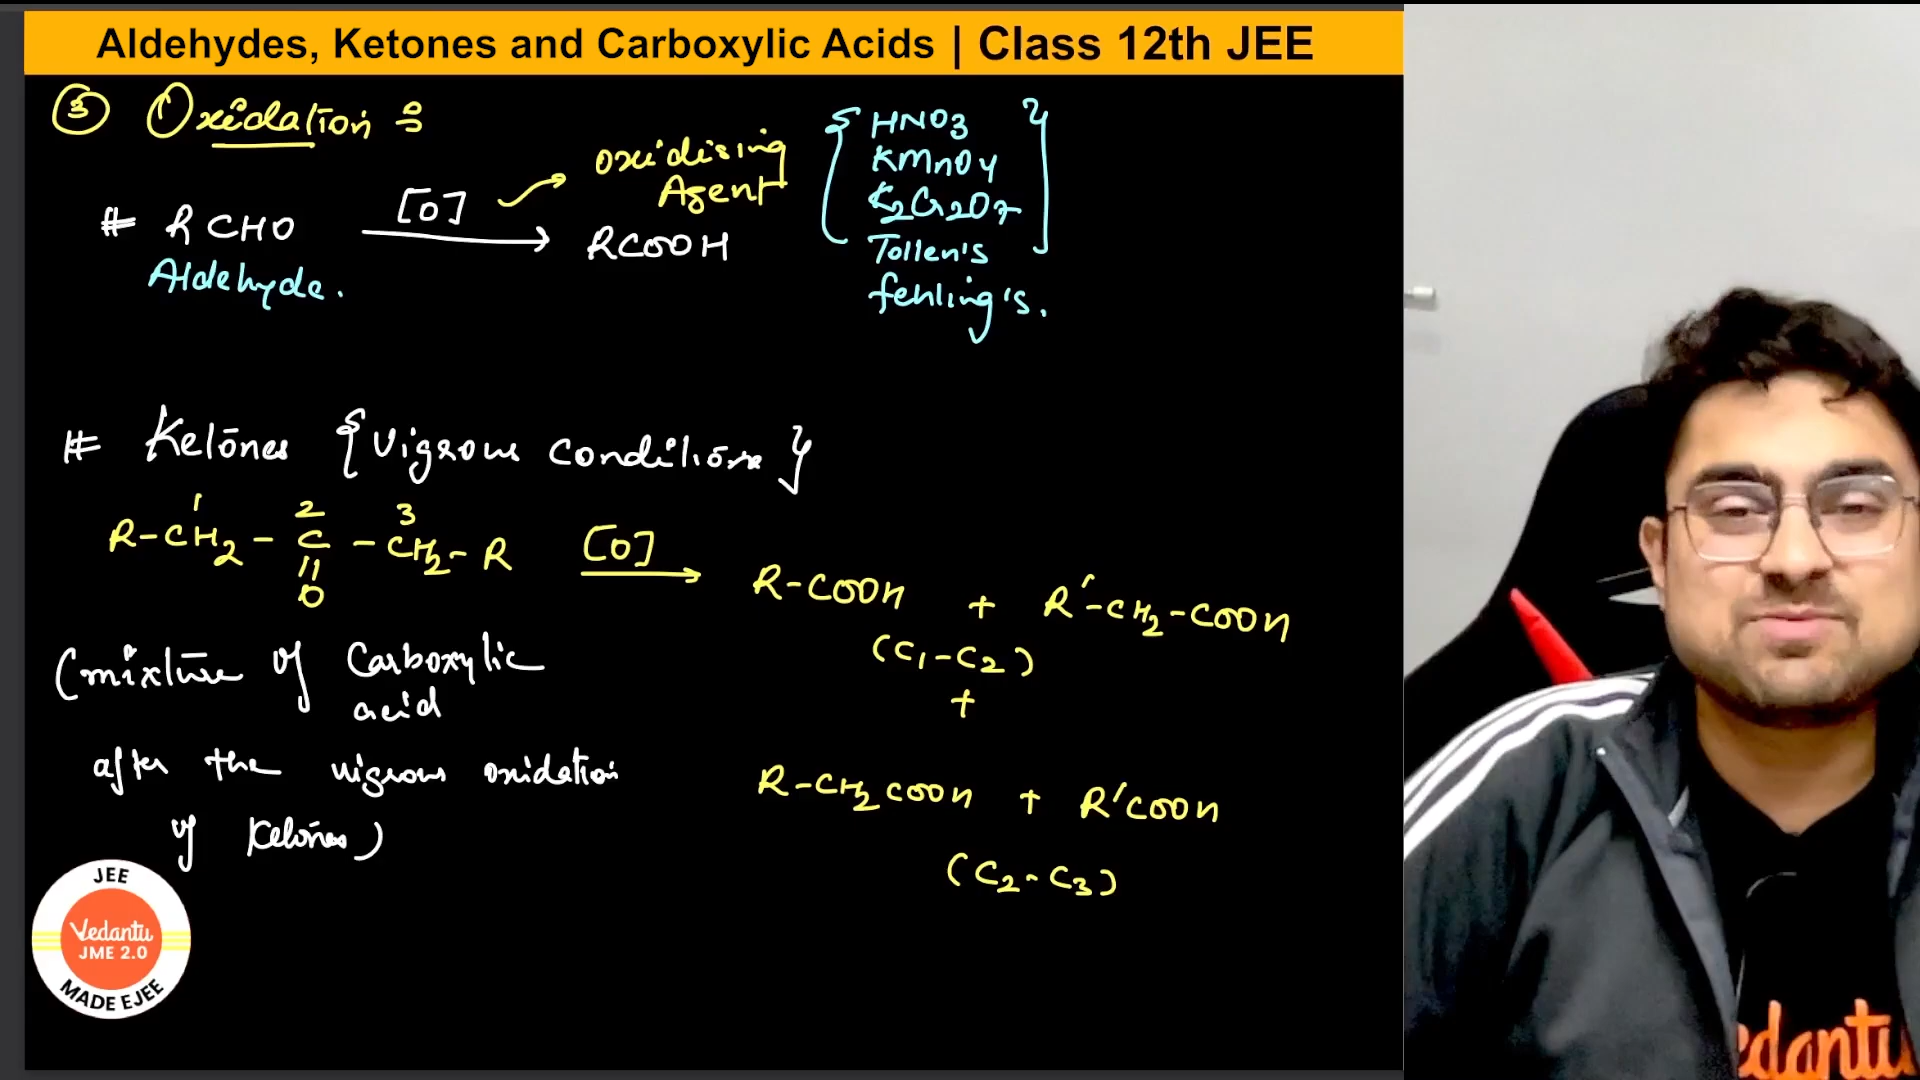 Aldehydes, Ketones and Carboxylic Acids | Class 12th JEE
③ Oxidation :
# RCHO [O] → oxidising Agent RCOOH
Aldehyde.
{ HNO3
KMnO4
K2Cr2O7
Tollen's }
fehling's.
# Ketones {vigrous conditions}
1 2 3
R-CH2-C-CH2-R [O] → R-COOH + R'-CH2-COOH
||
O
(C1-C2)
+
R-CH2COOH + R'COOH
(C2-C3)
(mixture of Carboxylic
acid
after the vigrous oxidation
of Ketones)
JEE
Vedantu
JME 2.0
MADE EJEE
edantu